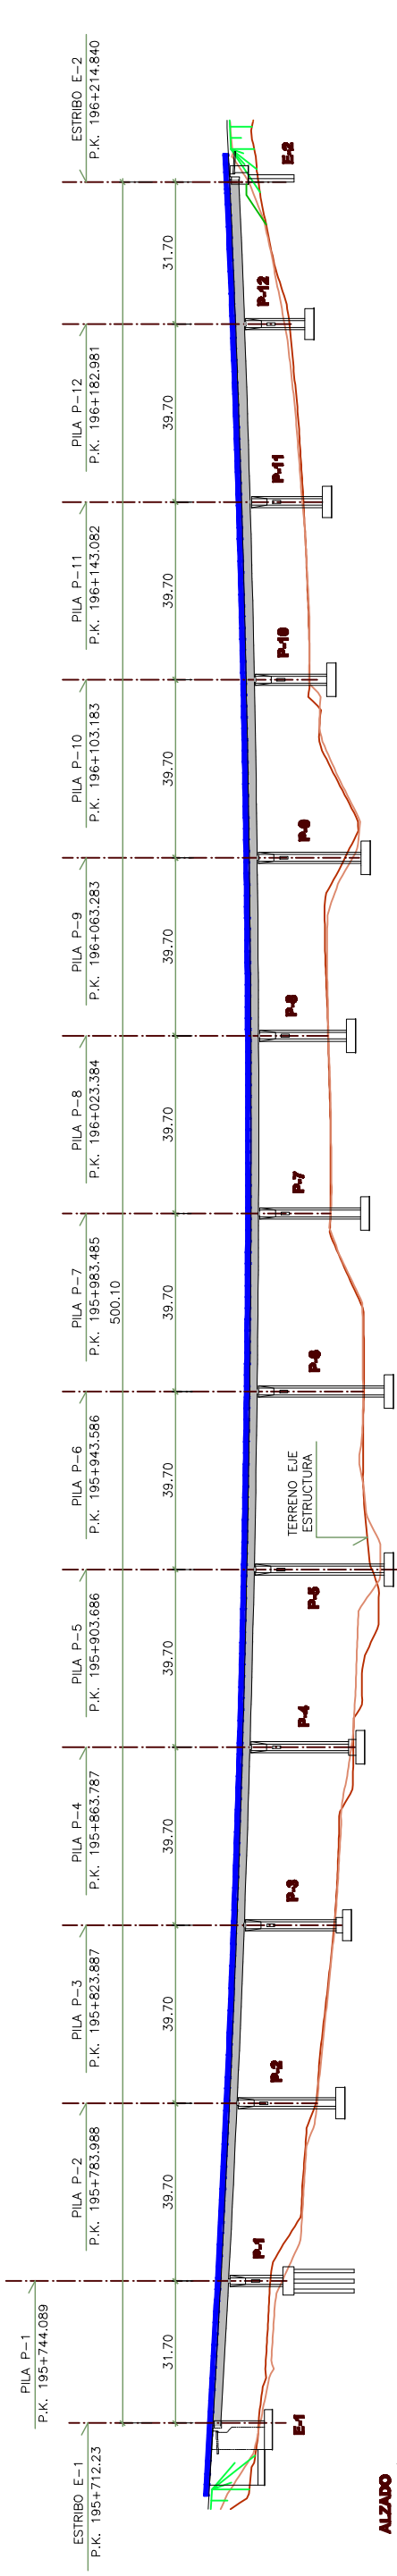 ESTRIBO E-1
P.K. 195+712.23
PILA P-1
P.K. 195+744.089
PILA P-2
P.K. 195+783.988
PILA P-3
P.K. 195+823.887
PILA P-4
P.K. 195+863.787
PILA P-5
P.K. 195+903.686
PILA P-6
P.K. 195+943.586
PILA P-7
P.K. 195+983.485
PILA P-8
P.K. 196+023.384
PILA P-9
P.K. 196+063.283
PILA P-10
P.K. 196+103.183
PILA P-11
P.K. 196+143.082
PILA P-12
P.K. 196+182.981
ESTRIBO E-2
P.K. 196+214.840
500.10
31.70
39.70
39.70
39.70
39.70
39.70
39.70
39.70
39.70
39.70
39.70
39.70
31.70
E-1
P-1
P-2
P-3
P-4
P-5
P-6
P-7
P-8
P-9
P-10
P-11
P-12
E-2
TERRENO EJE
ESTRUCTURA
ALZADO